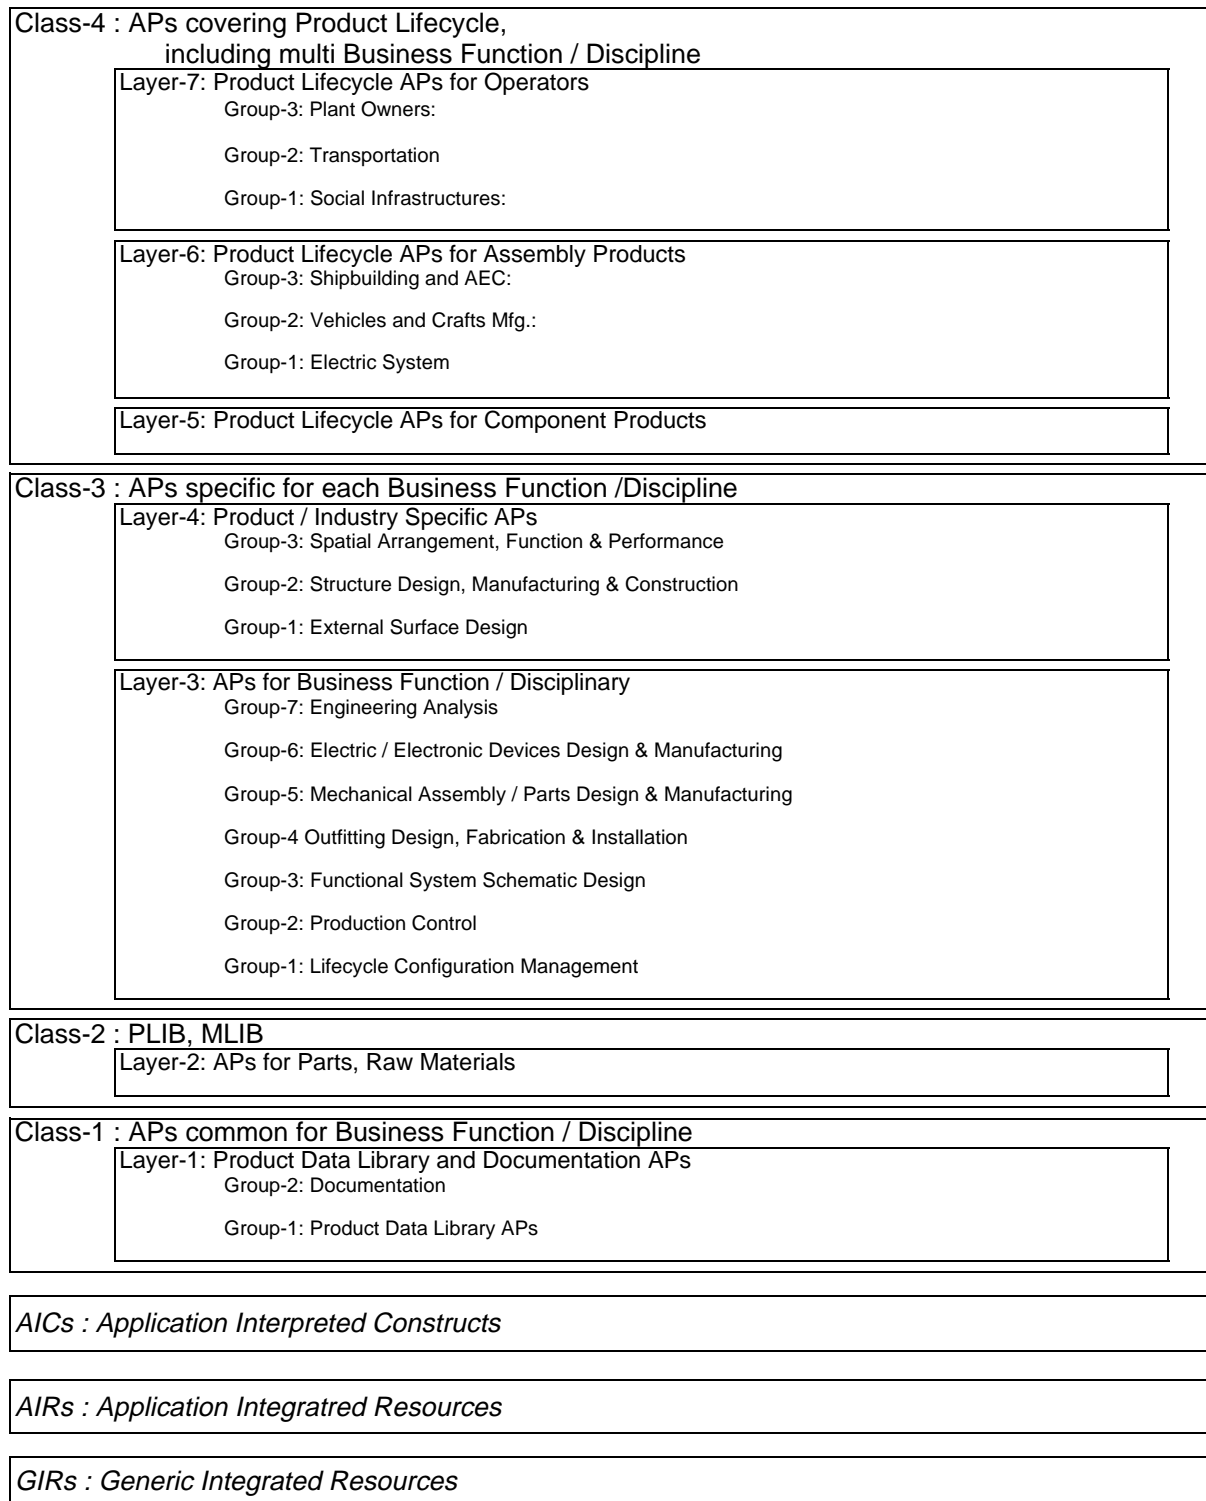 Class-4 : APs covering Product Lifecycle,
including multi Business Function / Discipline
Layer-7: Product Lifecycle APs for Operators
Group-3: Plant Owners:
Group-2: Transportation
Group-1: Social Infrastructures:
Layer-6: Product Lifecycle APs for Assembly Products
Group-3: Shipbuilding and AEC:
Group-2: Vehicles and Crafts Mfg.:
Group-1: Electric System
Layer-5: Product Lifecycle APs for Component Products
Class-3 : APs specific for each Business Function /Discipline
Layer-4: Product / Industry Specific APs
Group-3: Spatial Arrangement, Function & Performance
Group-2: Structure Design, Manufacturing & Construction
Group-1: External Surface Design
Layer-3: APs for Business Function / Disciplinary
Group-7: Engineering Analysis
Group-6: Electric / Electronic Devices Design & Manufacturing
Group-5: Mechanical Assembly / Parts Design & Manufacturing
Group-4 Outfitting Design, Fabrication & Installation
Group-3: Functional System Schematic Design
Group-2: Production Control
Group-1: Lifecycle Configuration Management
Class-2 : PLIB, MLIB
Layer-2: APs for Parts, Raw Materials
Class-1 : APs common for Business Function / Discipline
Layer-1: Product Data Library and Documentation APs
Group-2: Documentation
Group-1: Product Data Library APs
AICs : Application Interpreted Constructs
AIRs : Application Integratred Resources
GIRs : Generic Integrated Resources